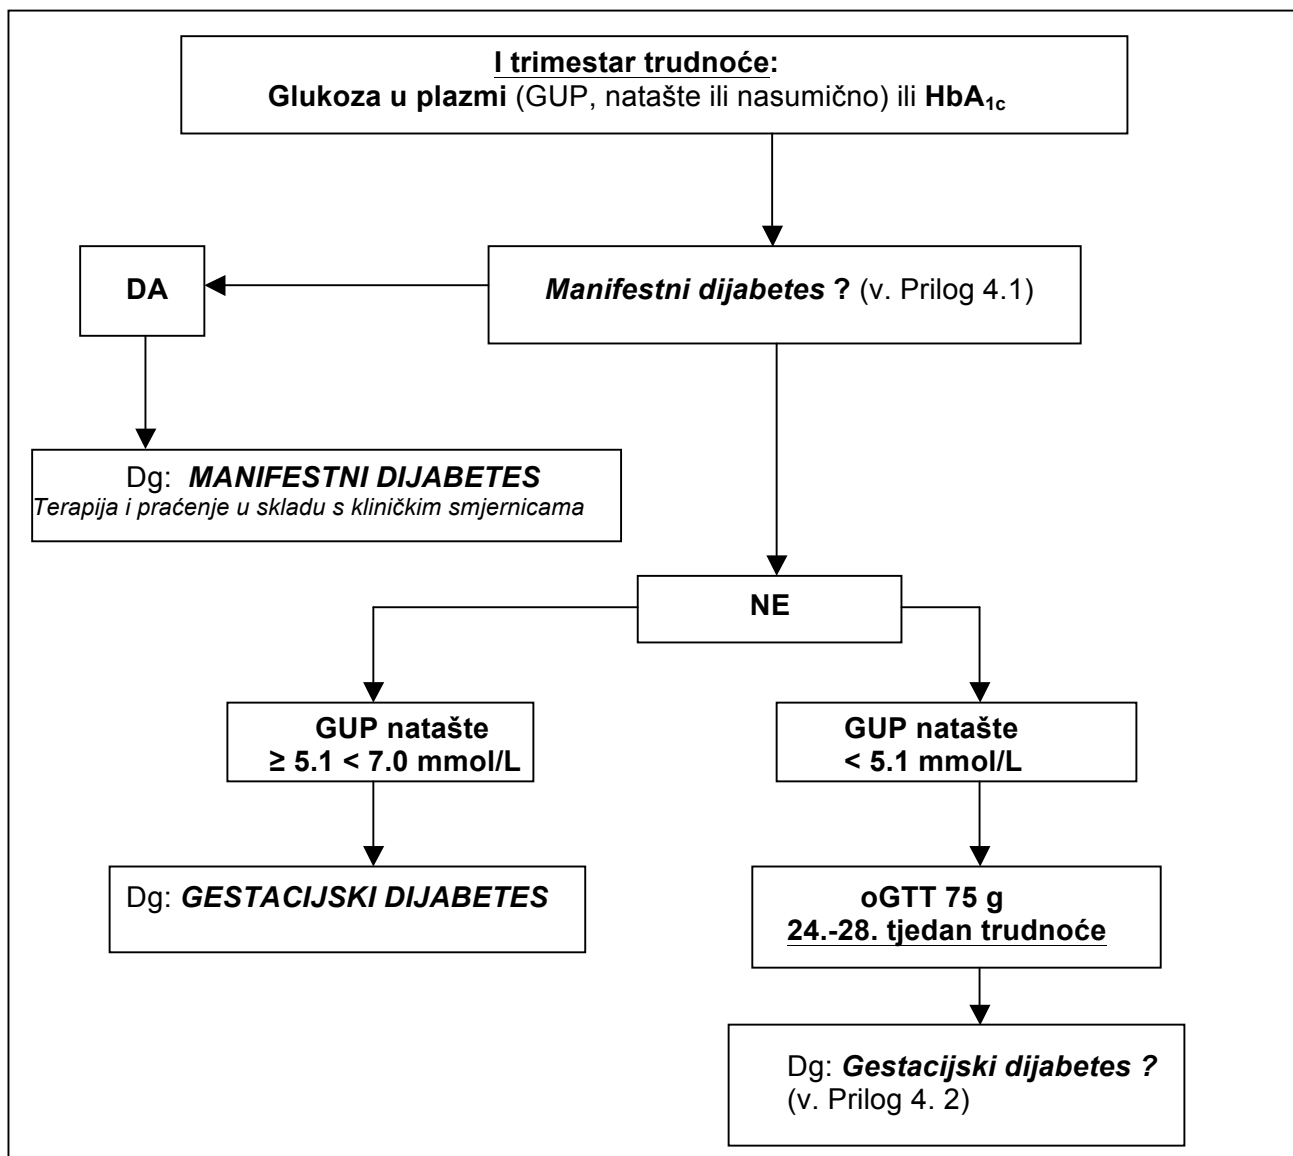 I trimestar trudnoće:
Glukoza u plazmi (GUP, natašte ili nasumično) ili HbA1c
DA
Manifestni dijabetes ? (v. Prilog 4.1)
Dg: MANIFESTNI DIJABETES
Terapija i praćenje u skladu s kliničkim smjernicama
NE
GUP natašte
≥ 5.1 < 7.0 mmol/L
GUP natašte
< 5.1 mmol/L
Dg: GESTACIJSKI DIJABETES
oGTT 75 g
24.-28. tjedan trudnoće
Dg: Gestacijski dijabetes ?
(v. Prilog 4. 2)